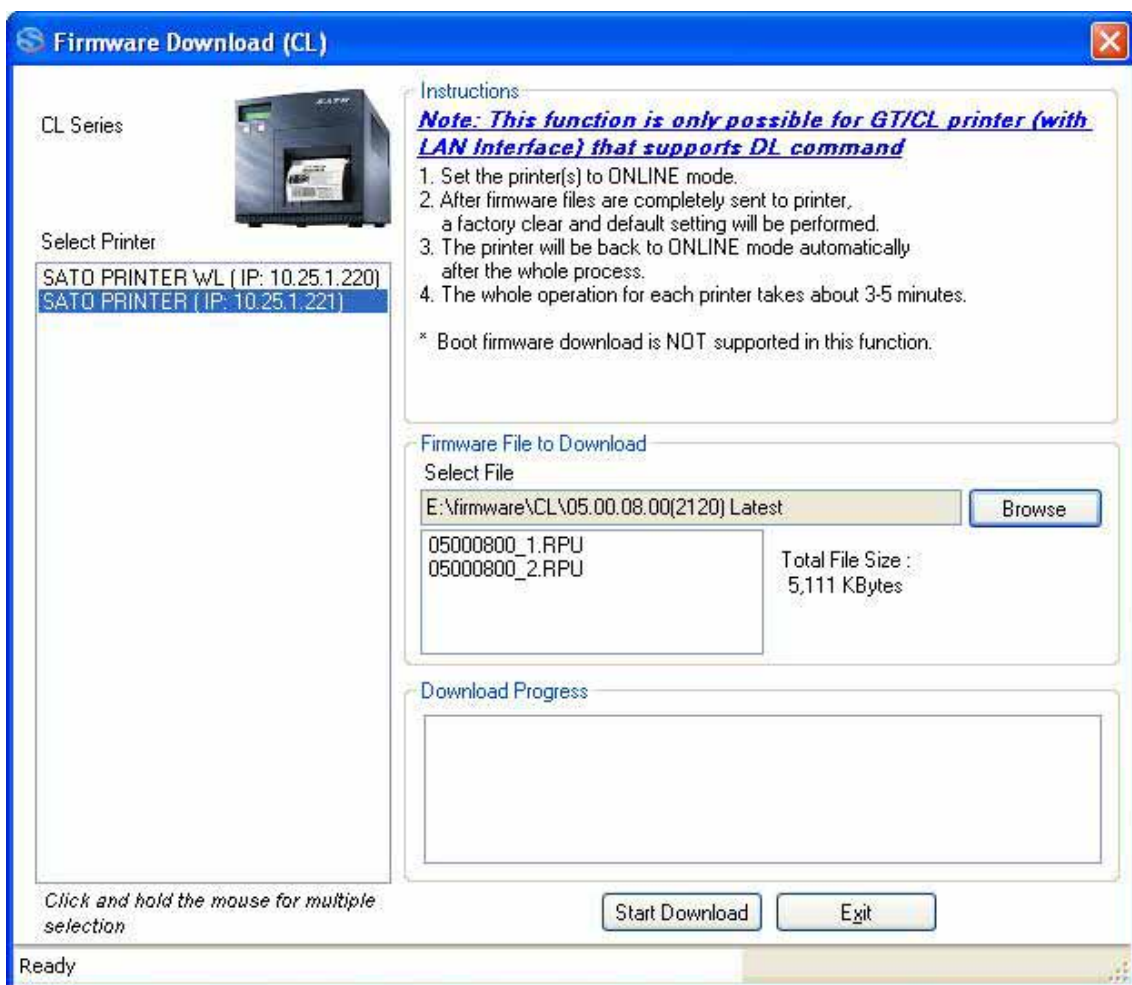 Firmware Download (CL)
CL Series
SATO
Select Printer
SATO PRINTER WL ( IP: 10.25.1.220)
SATO PRINTER ( IP: 10.25.1.221)
Click and hold the mouse for multiple
selection
Instructions
Note: This function is only possible for GT/CL printer (with
LAN Interface) that supports DL command
1. Set the printer(s) to ONLINE mode.
2. After firmware files are completely sent to printer,
a factory clear and default setting will be performed.
3. The printer will be back to ONLINE mode automatically
after the whole process.
4. The whole operation for each printer takes about 3-5 minutes.
* Boot firmware download is NOT supported in this function.
Firmware File to Download
Select File
E:\firmware\CL\05.00.08.00(2120) Latest
Browse
05000800_1.RPU
05000800_2.RPU
Total File Size :
5,111 KBytes
Download Progress
Start Download
Exit
Ready